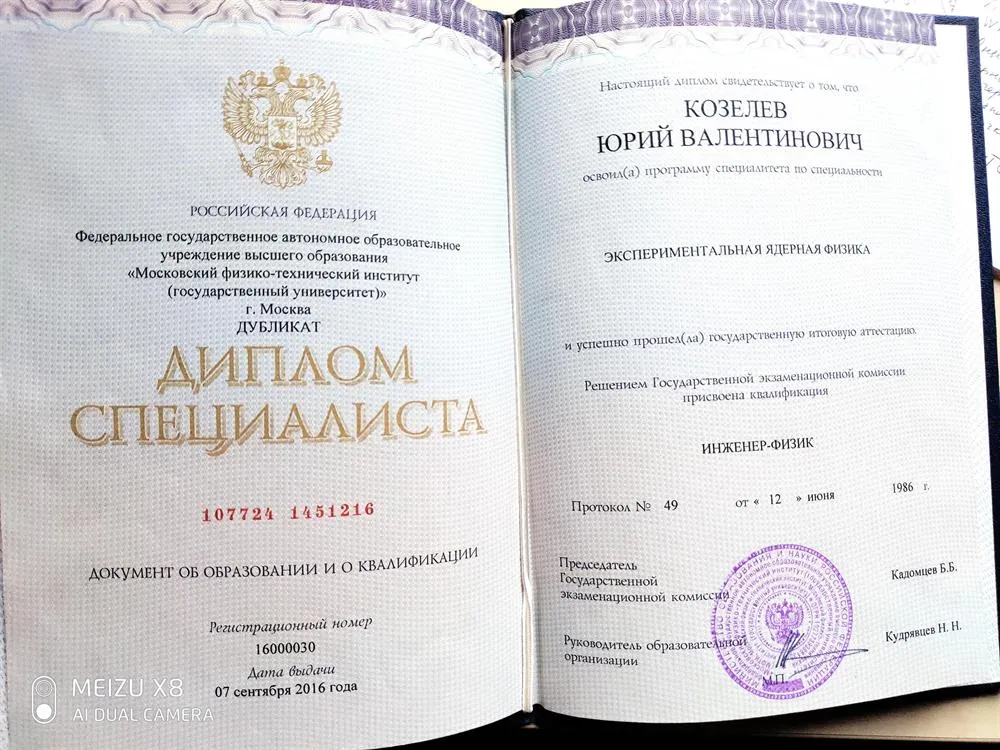 РОССИЙСКАЯ ФЕДЕРАЦИЯ
Федеральное государственное автономное образовательное
учреждение высшего образования
«Московский физико-технический институт
(государственный университет)»
г. Москва
ДУБЛИКАТ
ДИПЛОМ
СПЕЦИАЛИСТА
107724 1451216
ДОКУМЕНТ ОБ ОБРАЗОВАНИИ И О КВАЛИФИКАЦИИ
Регистрационный номер
16000030
Дата выдачи
07 сентября 2016 года
MEIZU X8
AI DUAL CAMERA
Настоящий диплом свидетельствует о том, что
КОЗЕЛЕВ
ЮРИЙ ВАЛЕНТИНОВИЧ
освоил(а) программу специалитета по специальности
ЭКСПЕРИМЕНТАЛЬНАЯ ЯДЕРНАЯ ФИЗИКА
и успешно прошел(ла) государственную итоговую аттестацию.
Решением Государственной экзаменационной комиссии
присвоена квалификация
ИНЖЕНЕР-ФИЗИК
Протокол № 49 от « 12 » июня 1986 г.
Председатель
Государственной
экзаменационной комиссии
Кадомцев Б.Б.
Руководитель образовательной
организации
Кудрявцев Н. Н.
М.П.